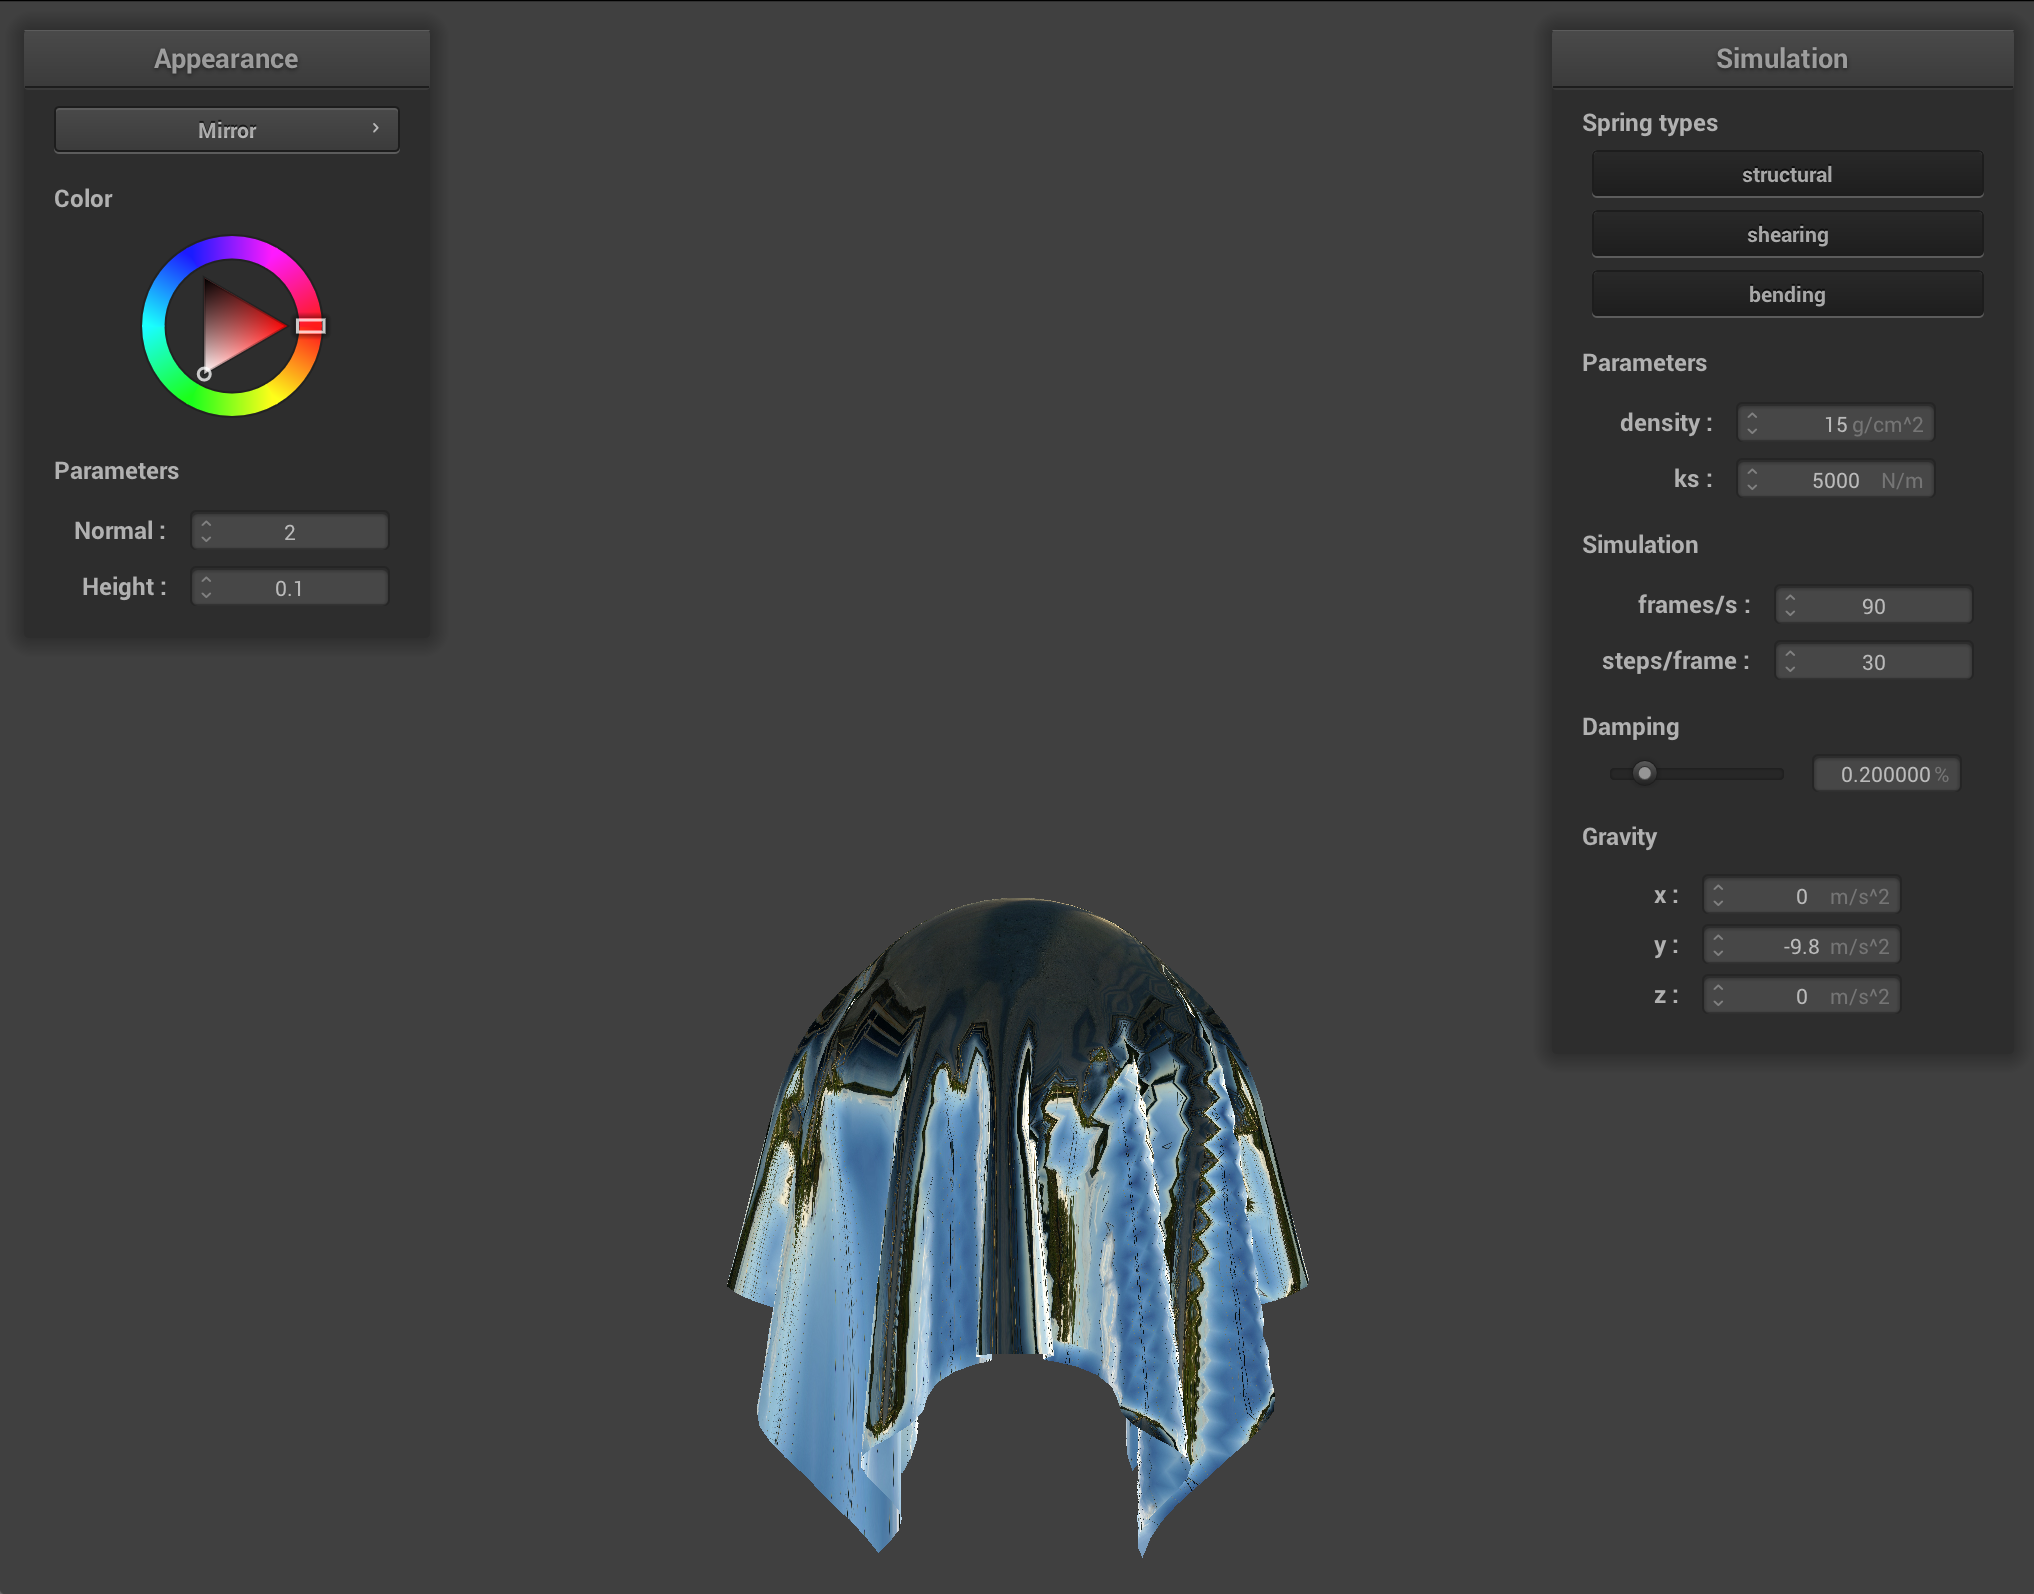 Appearance
Mirror
Color
Parameters
Normal : 2
Height : 0.1
Simulation
Spring types
structural
shearing
bending
Parameters
density : 15 g/cm^2
ks : 5000 N/m
Simulation
frames/s : 90
steps/frame : 30
Damping
0.200000 %
Gravity
x : 0 m/s^2
y : -9.8 m/s^2
z : 0 m/s^2